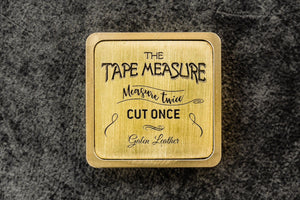 THE
TAPE MEASURE
Measure twice
CUT ONCE
Galen Leather